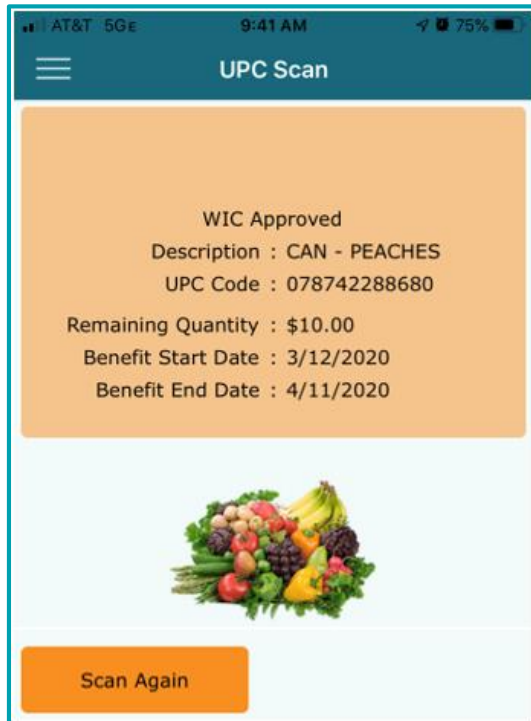 AT&T 5GE 9:41 AM 75%
UPC Scan
WIC Approved
Description : CAN - PEACHES
UPC Code : 078742288680
Remaining Quantity : $10.00
Benefit Start Date : 3/12/2020
Benefit End Date : 4/11/2020
Scan Again